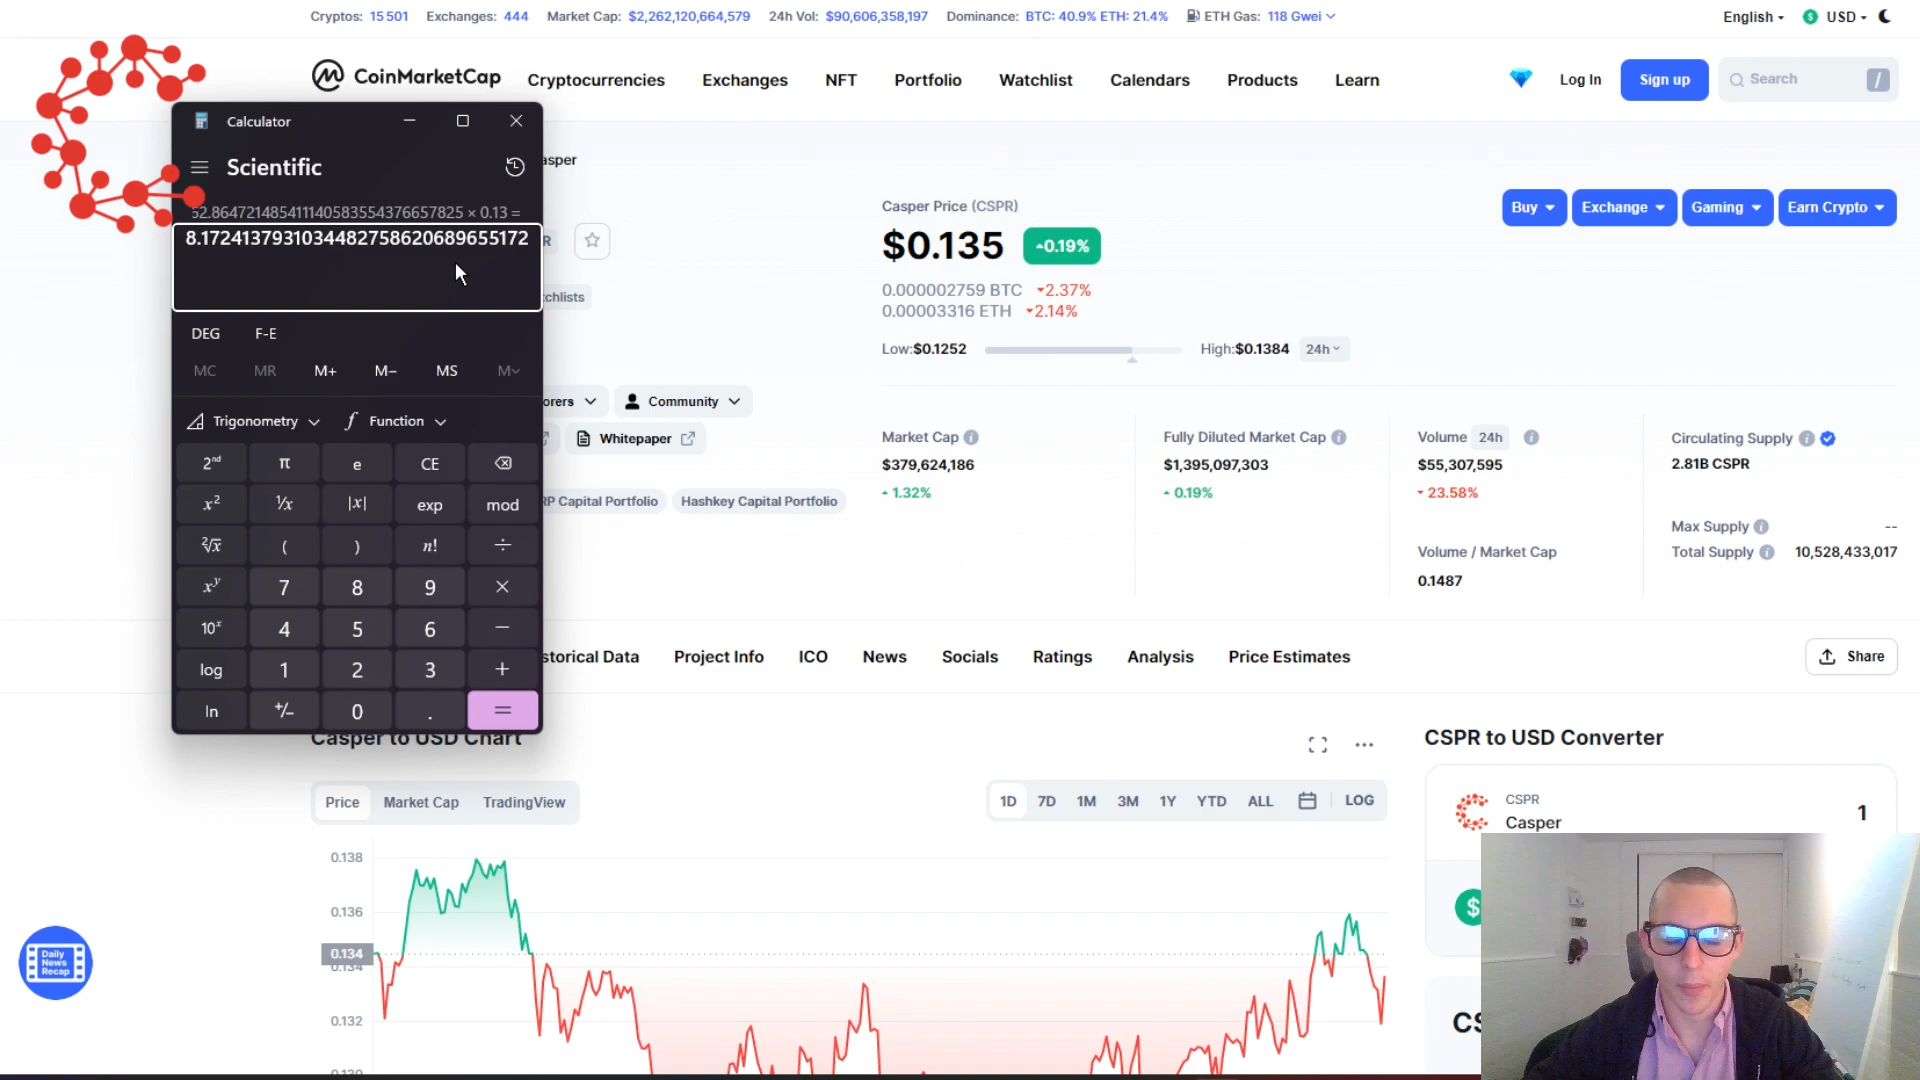 Cryptos: 15 501 Exchanges: 444 Market Cap: $2,262,120,664,579 24h Vol: $90,606,358,197 Dominance: BTC: 40.9% ETH: 21.4% ETH Gas: 118 Gwei English USD
CoinMarketCap Cryptocurrencies Exchanges NFT Portfolio Watchlist Calendars Products Learn Log In Sign up Search /
Calculator
Scientific
52.864721485411140583554376657825 × 0.13 =
8.1724137931034482758620689655172
DEG F-E
MC MR M+ M− MS M
Trigonometry Function
2nd π e CE
x² ¹/x |x| exp mod
²√x ( ) n! ÷
xʸ 7 8 9 ×
10ˣ 4 5 6 −
log 1 2 3 +
ln +/− 0 . =
asper
R
chlists
orers Community
Whitepaper
RP Capital Portfolio Hashkey Capital Portfolio
Casper Price (CSPR)
$0.135 0.19%
0.000002759 BTC 2.37%
0.00003316 ETH 2.14%
Low:$0.1252 High:$0.1384 24h
Buy Exchange Gaming Earn Crypto
Market Cap
$379,624,186
1.32%
Fully Diluted Market Cap
$1,395,097,303
0.19%
Volume 24h
$55,307,595
23.58%
Volume / Market Cap
0.1487
Circulating Supply
2.81B CSPR
Max Supply --
Total Supply 10,528,433,017
storical Data Project Info ICO News Socials Ratings Analysis Price Estimates Share
Casper to USD Chart
Price Market Cap TradingView 1D 7D 1M 3M 1Y YTD ALL LOG
0.138
0.136
0.134
0.134
0.132
0.130
CSPR to USD Converter
CSPR
Casper 1
$
CS
Daily
News
Recap